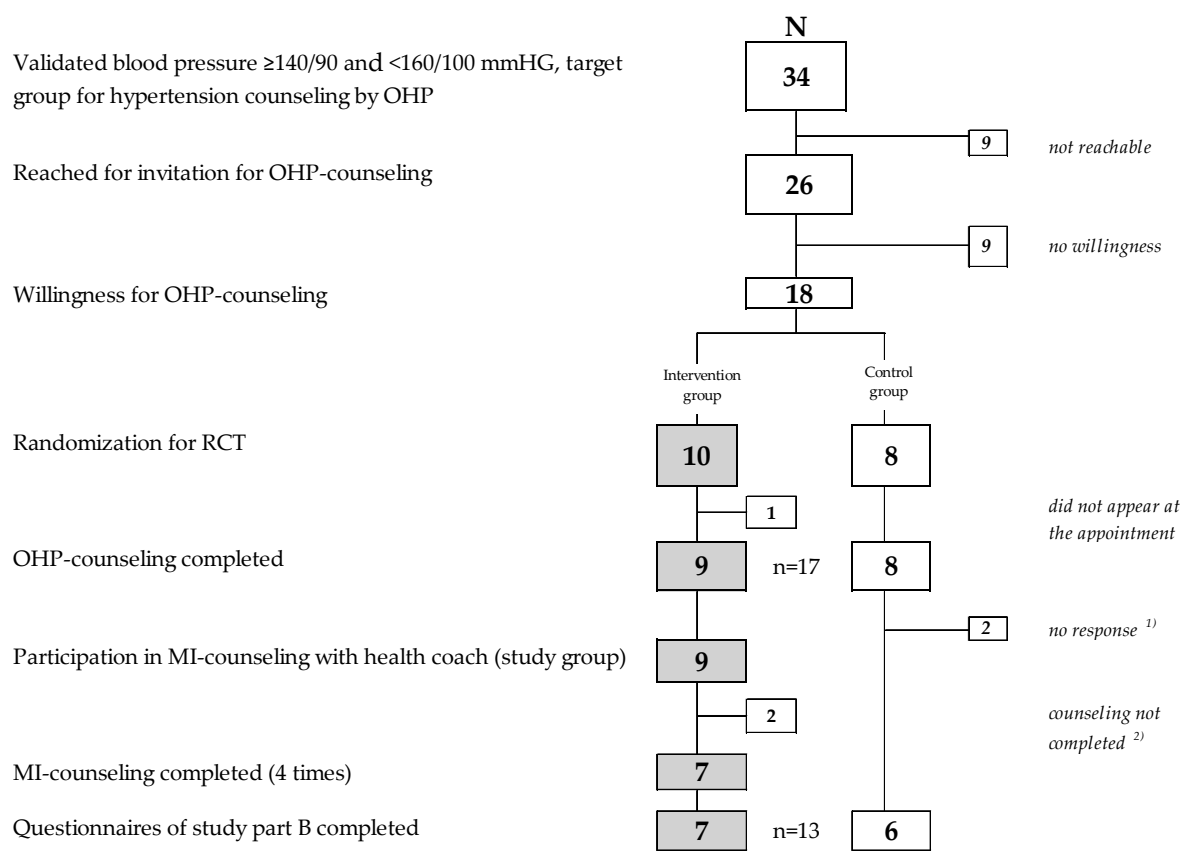 N
Validated blood pressure ≥140/90 and <160/100 mmHG, target
group for hypertension counseling by OHP
34
9
not reachable
Reached for invitation for OHP-counseling
26
9
no willingness
Willingness for OHP-counseling
18
Intervention
group
Control
group
Randomization for RCT
10
8
1
did not appear at
the appointment
OHP-counseling completed
9
n=17
8
2
no response 1)
Participation in MI-counseling with health coach (study group)
9
2
counseling not
completed 2)
MI-counseling completed (4 times)
7
Questionnaires of study part B completed
7
n=13
6